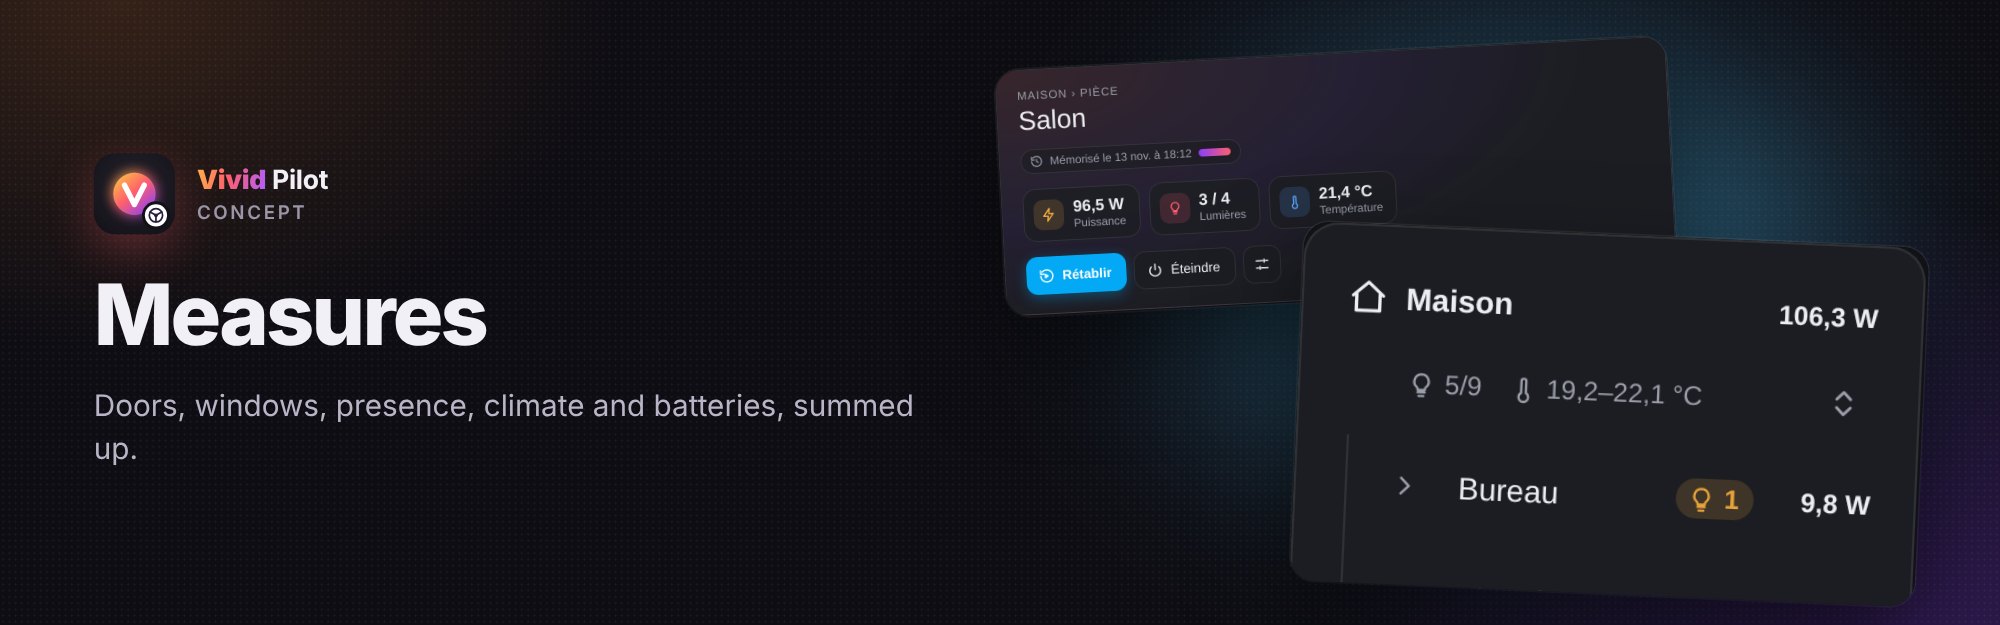 Vivid Pilot
CONCEPT
Measures
Doors, windows, presence, climate and batteries, summed
up.
MAISON › PIÈCE
Salon
Mémorisé le 13 nov. à 18:12
96,5 W
Puissance
3 / 4
Lumières
21,4 °C
Température
Rétablir
Éteindre
Maison
106,3 W
5/9
19,2–22,1 °C
Bureau
1
9,8 W